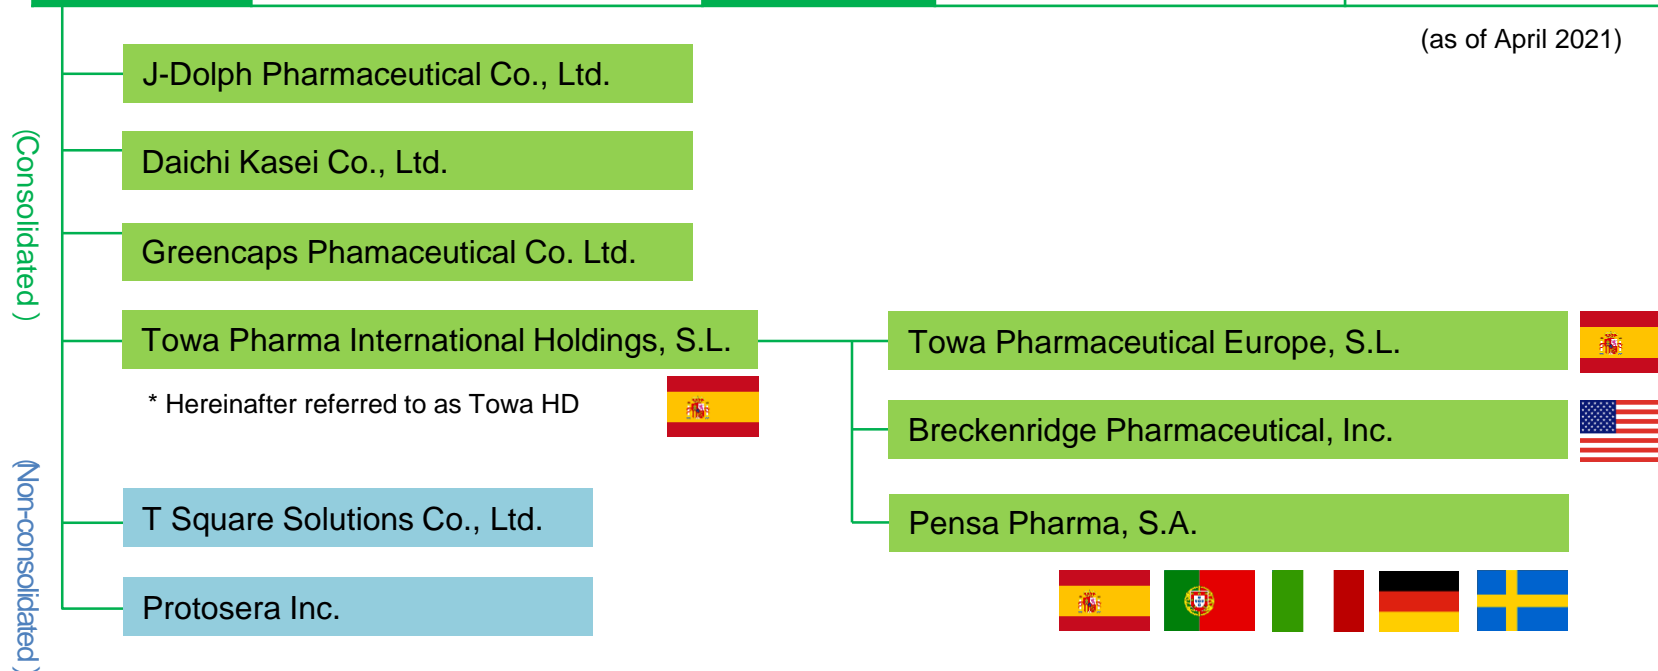 (as of April 2021)
(Consolidated )
J-Dolph Pharmaceutical Co., Ltd.
Daichi Kasei Co., Ltd.
Greencaps Phamaceutical Co. Ltd.
Towa Pharma International Holdings, S.L.
* Hereinafter referred to as Towa HD
Towa Pharmaceutical Europe, S.L.
Breckenridge Pharmaceutical, Inc.
Pensa Pharma, S.A.
(Non-consolidated )
T Square Solutions Co., Ltd.
Protosera Inc.